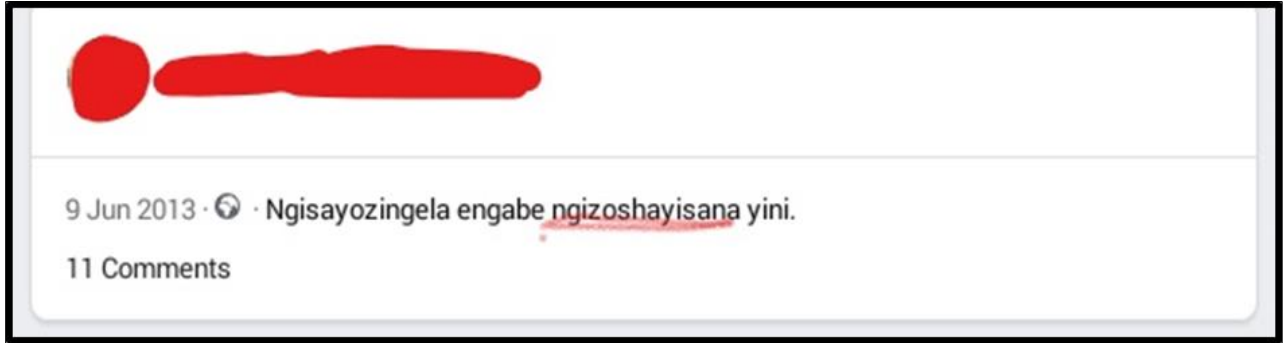 9 Jun 2013 · · Ngisayozingela engabe ngizoshayisana yini.
11 Comments